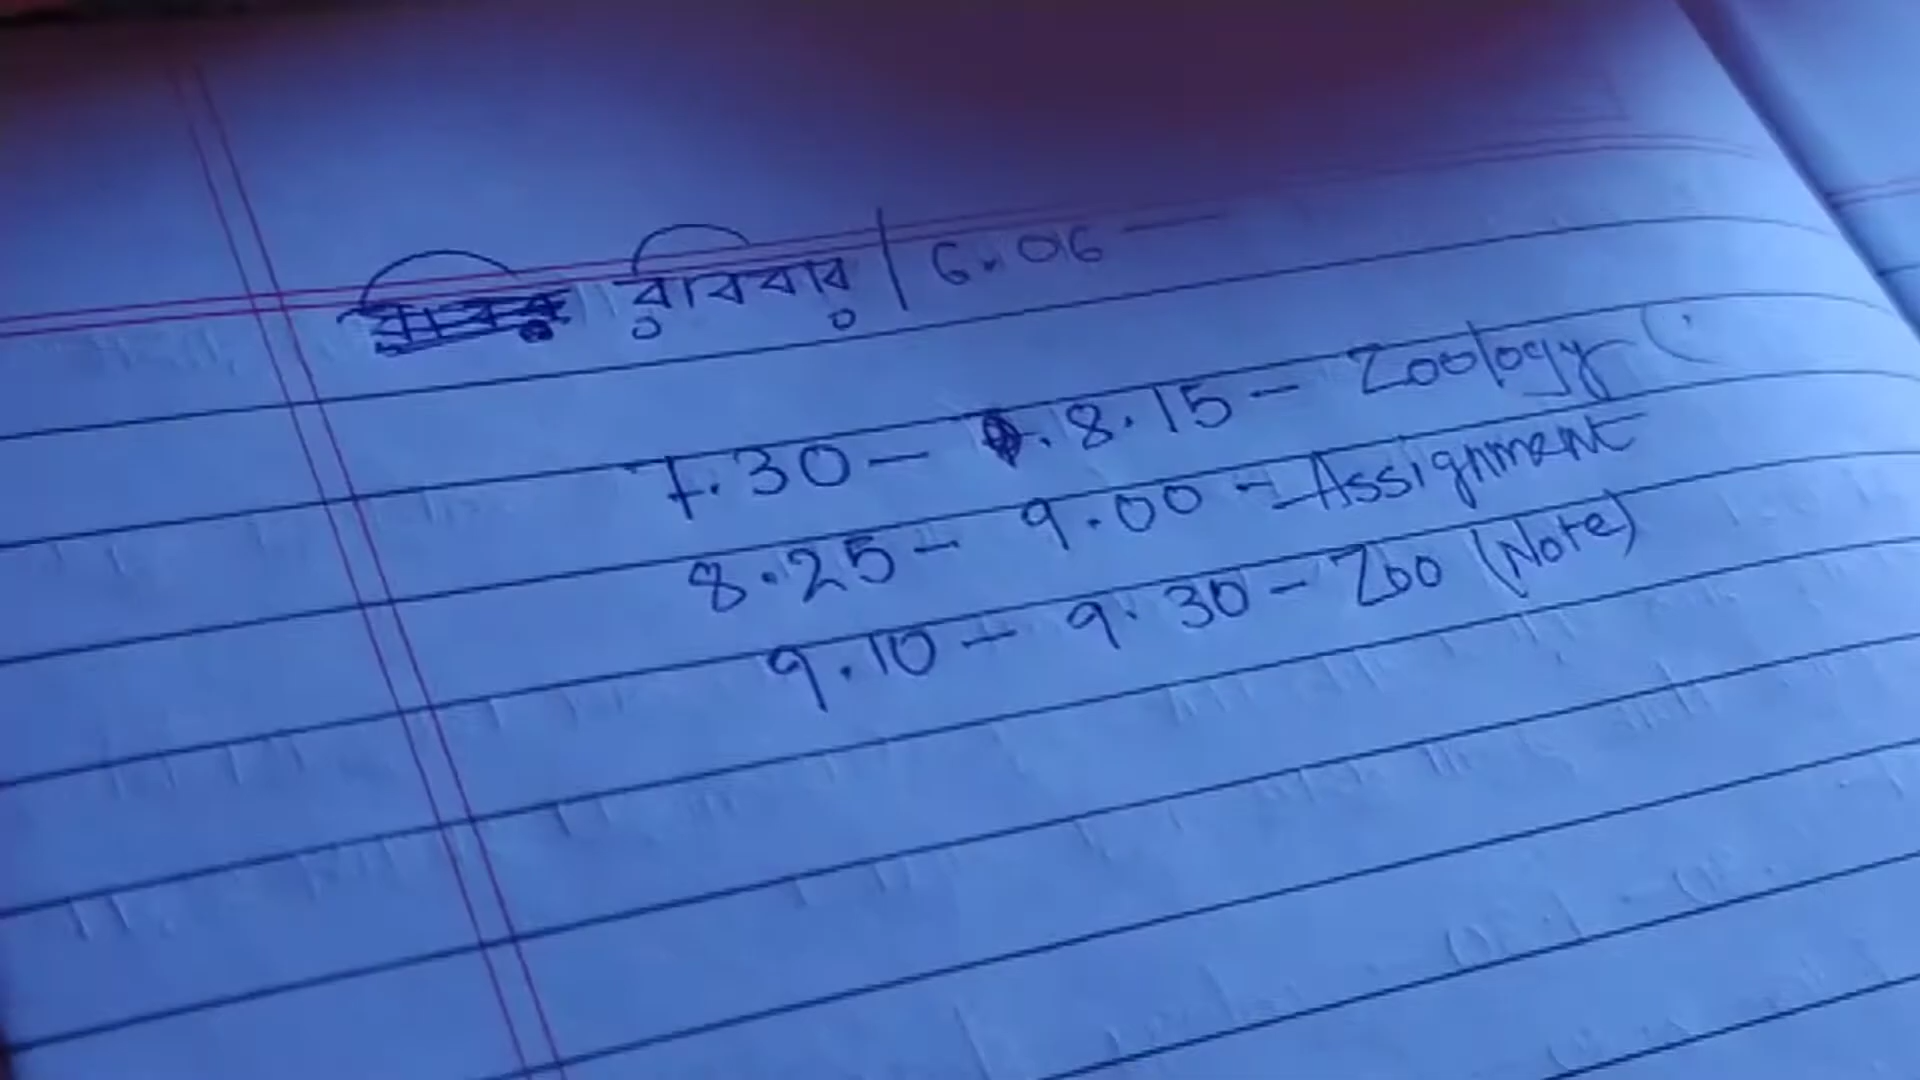 রবিবার | 6.06 —
7.30 — 8.15 — Zoology (
8.25 — 9.00 — Assignment
9.10 — 9.30 — Zoo (Note)